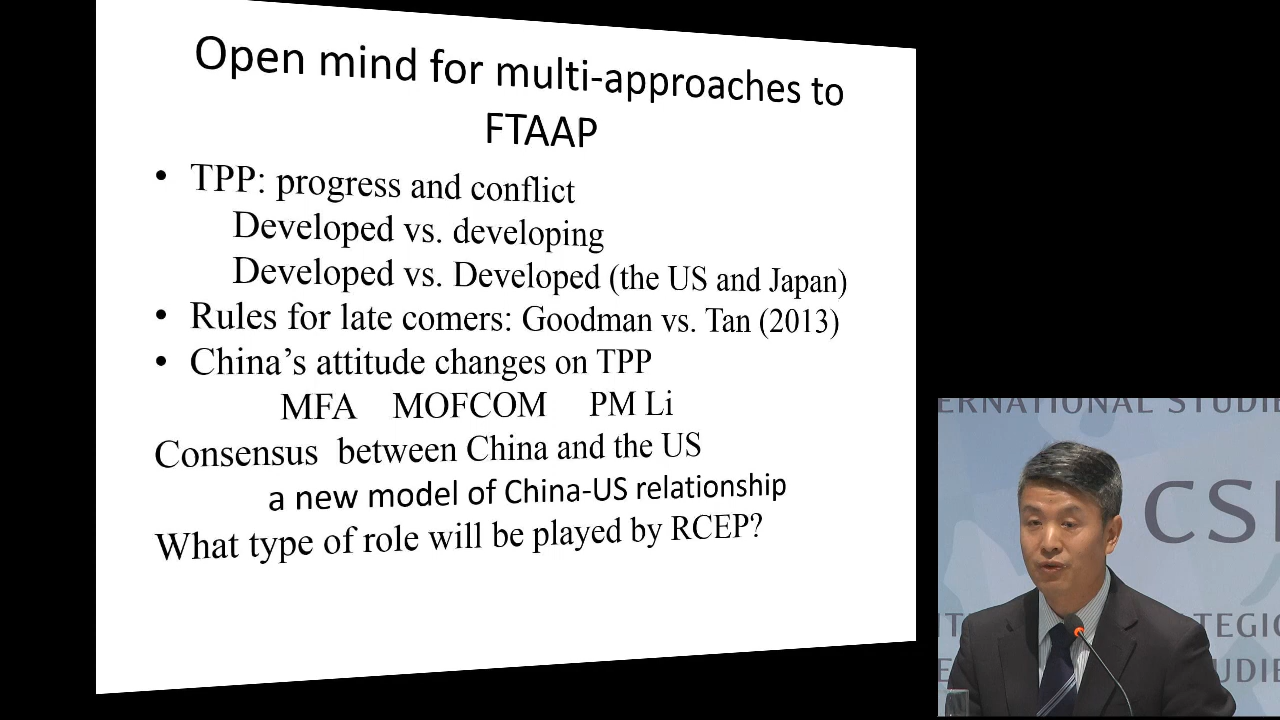 Open mind for multi-approaches to
FTAAP
• TPP: progress and conflict
Developed vs. developing
Developed vs. Developed (the US and Japan)
• Rules for late comers: Goodman vs. Tan (2013)
• China's attitude changes on TPP
MFA MOFCOM PM Li
Consensus between China and the US
a new model of China-US relationship
What type of role will be played by RCEP?
ERNATIONAL STUDIE
CSI
TEGIC
UDIE